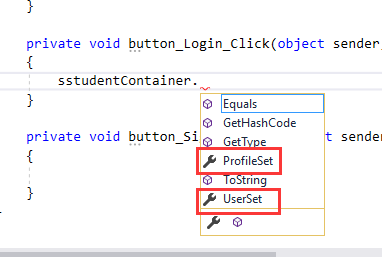 }
private void button_Login_Click(object sender,
{
sstudentContainer.
}
Equals
GetHashCode
GetType
ProfileSet
ToString
UserSet
private void button_Si t sender
{
}